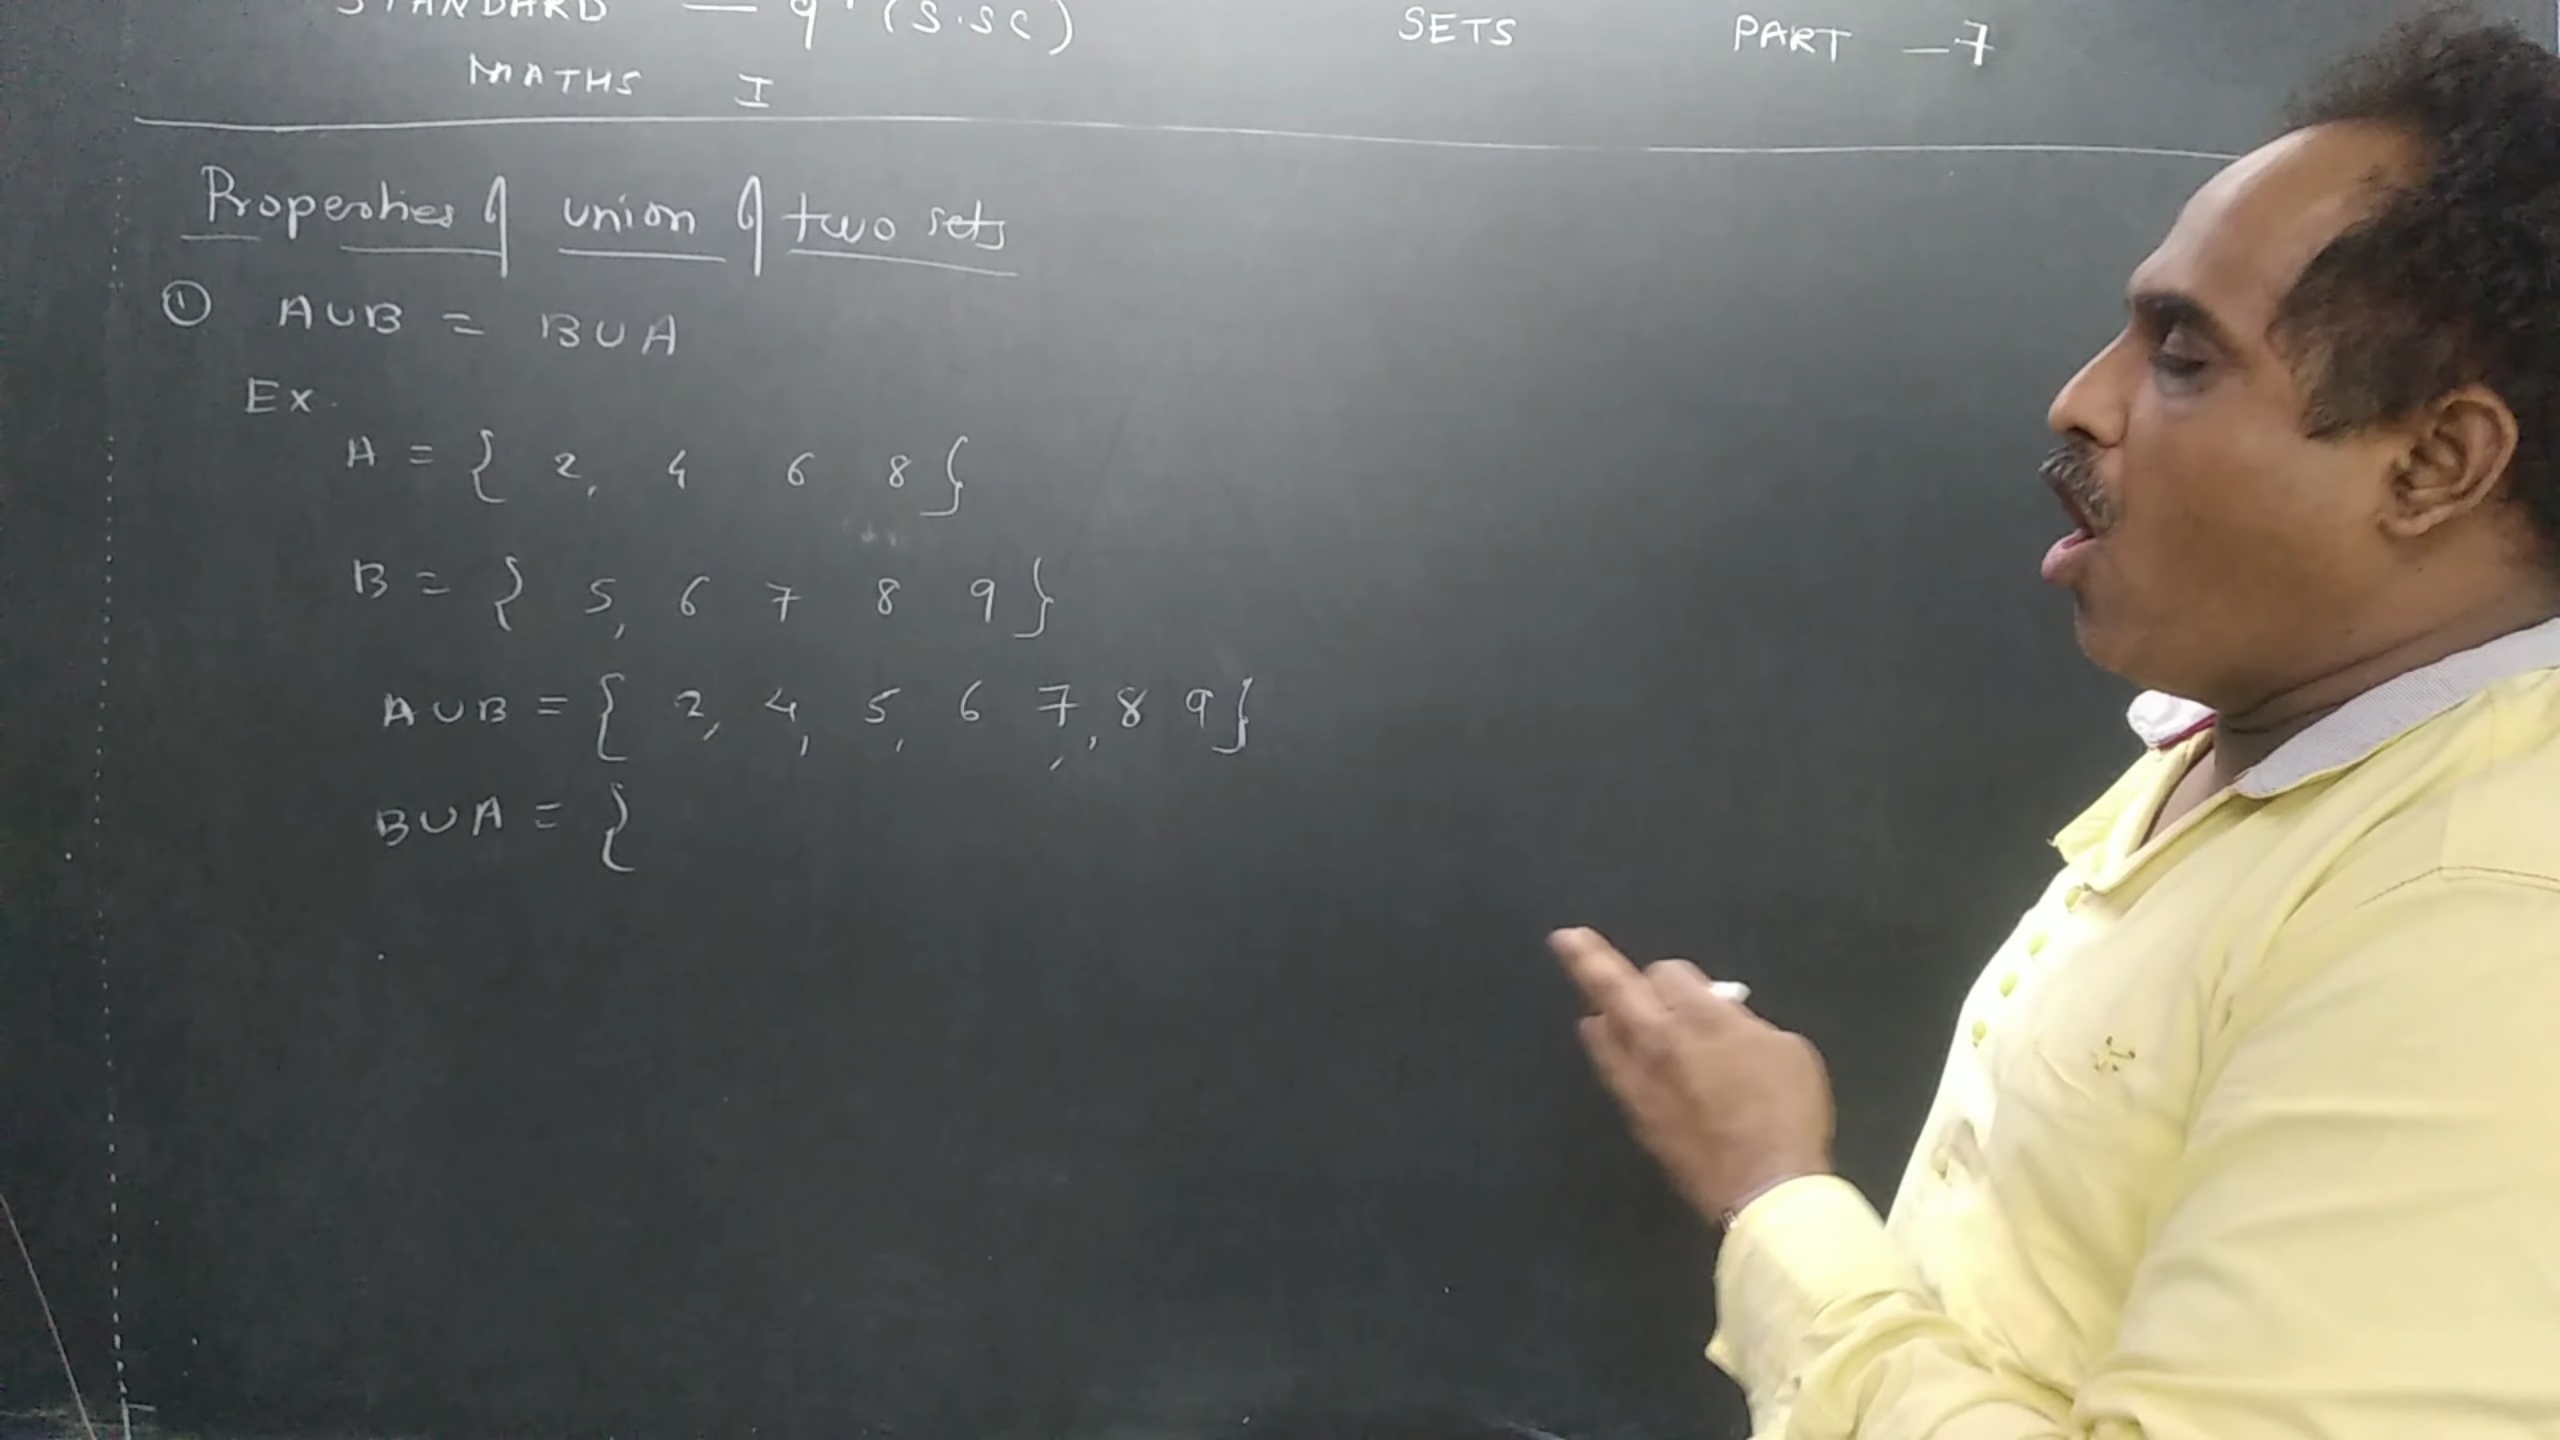 STANDARD — 9 (S.SC) SETS PART -7
MATHS I
Properties of union of two sets
① A∪B = B∪A
Ex.
A = { 2, 4 6 8 }
B = { 5, 6 7 8 9 }
A∪B = { 2, 4, 5, 6 7, 8 9 }
B∪A = {